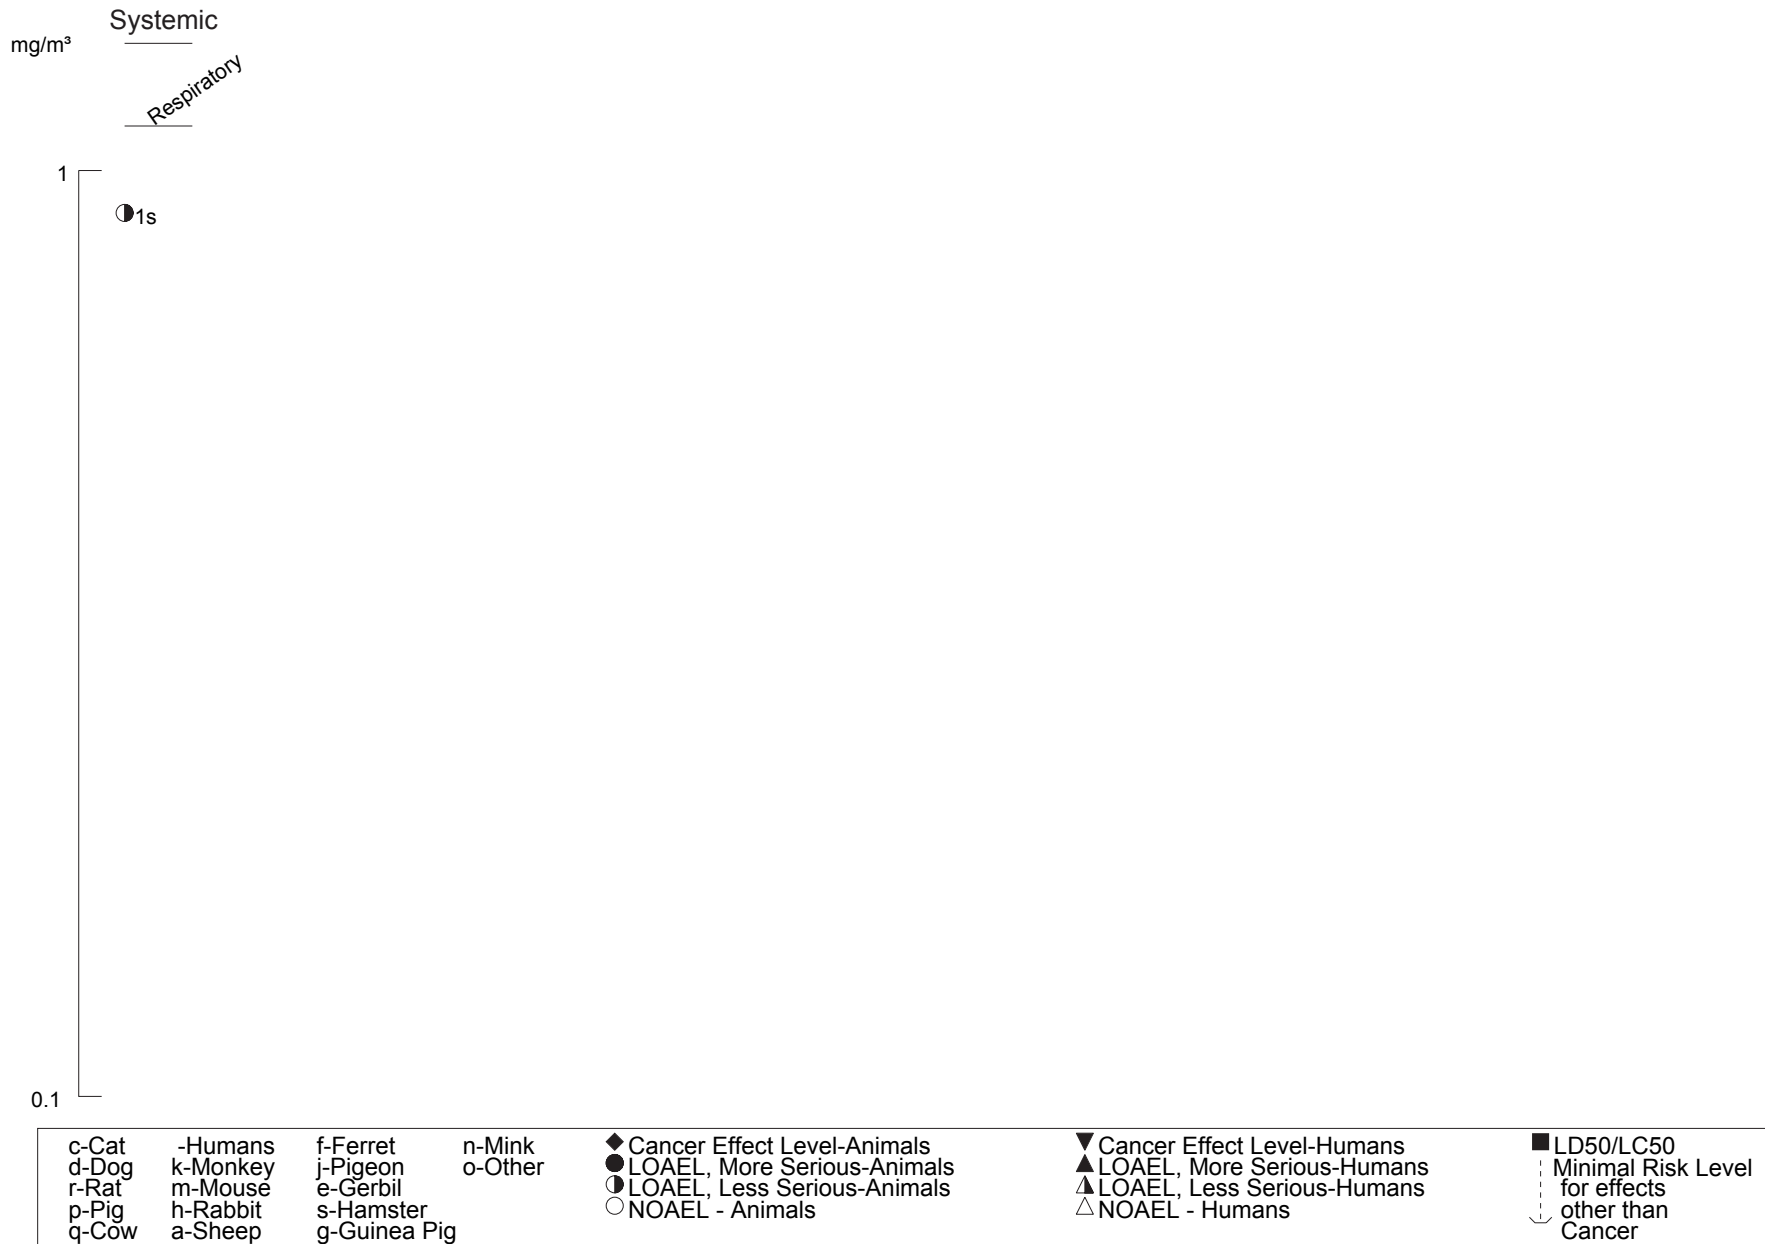 Systemic
mg/m³
Respiratory
1
1s
0.1
c-Cat -Humans f-Ferret n-Mink ◆ Cancer Effect Level-Animals ▼ Cancer Effect Level-Humans ■ LD50/LC50
d-Dog k-Monkey j-Pigeon o-Other ● LOAEL, More Serious-Animals ▲ LOAEL, More Serious-Humans Minimal Risk Level
r-Rat m-Mouse e-Gerbil ◑ LOAEL, Less Serious-Animals ◮ LOAEL, Less Serious-Humans for effects
p-Pig h-Rabbit s-Hamster ○ NOAEL - Animals △ NOAEL - Humans other than
q-Cow a-Sheep g-Guinea Pig Cancer